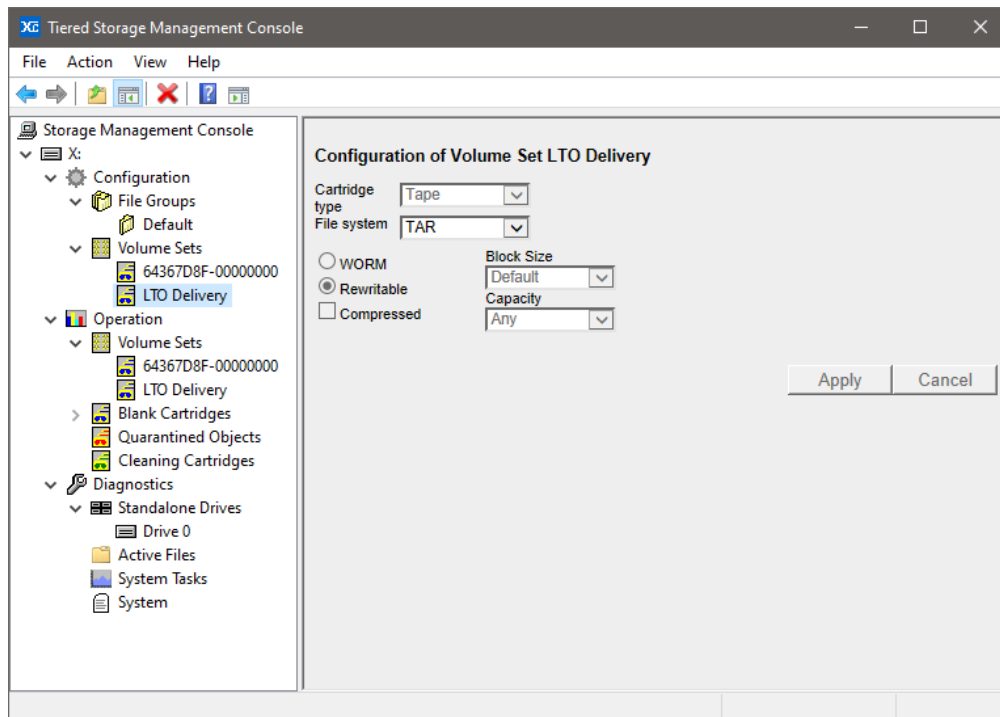 XE Tiered Storage Management Console
File Action View Help
Storage Management Console
X:
Configuration
File Groups
Default
Volume Sets
64367D8F-00000000
LTO Delivery
Operation
Volume Sets
64367D8F-00000000
LTO Delivery
Blank Cartridges
Quarantined Objects
Cleaning Cartridges
Diagnostics
Standalone Drives
Drive 0
Active Files
System Tasks
System
Configuration of Volume Set LTO Delivery
Cartridge
type
Tape
File system TAR
WORM
Rewritable
Compressed
Block Size
Default
Capacity
Any
Apply Cancel